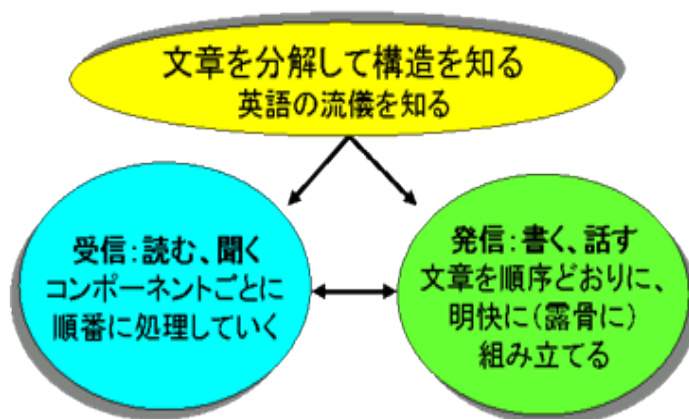 文章を分解して構造を知る
英語の流儀を知る
受信:読む、聞く
コンポーネントごとに
順番に処理していく
発信:書く、話す
文章を順序どおりに、
明快に(露骨に)
組み立てる